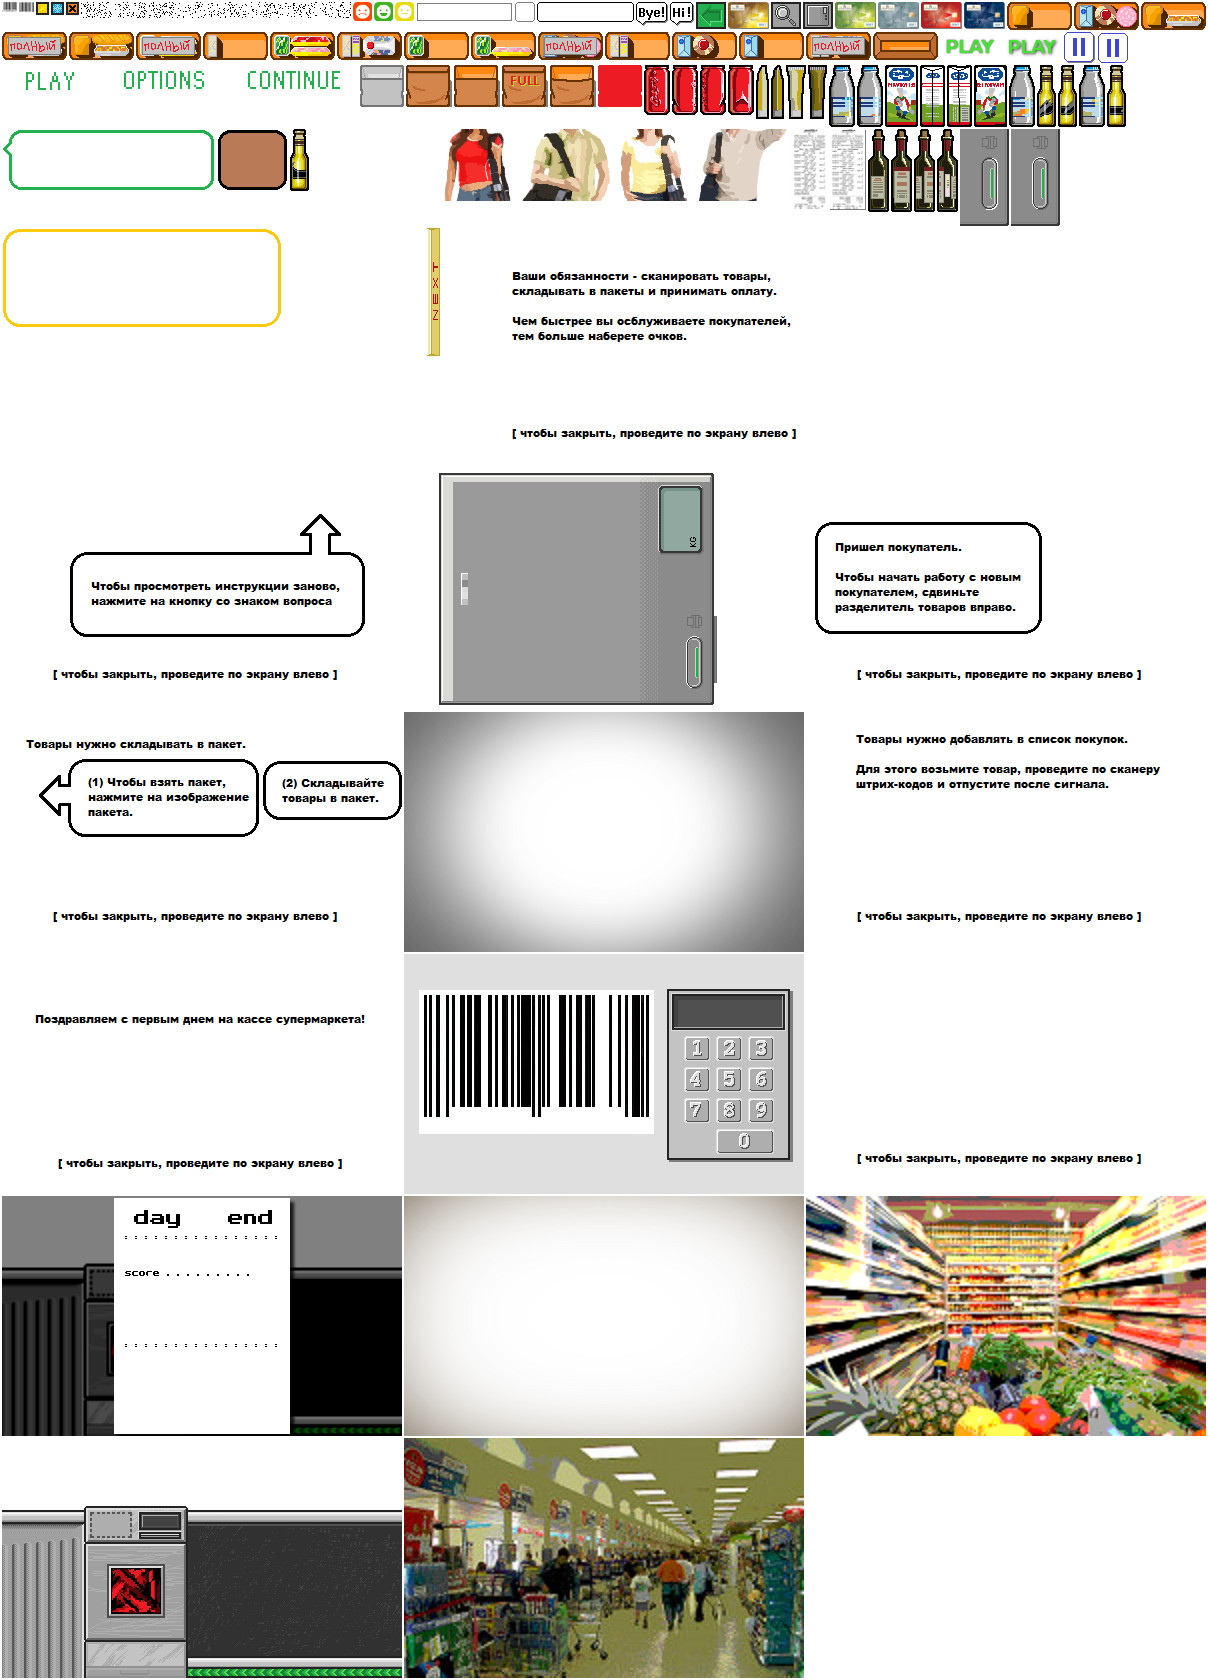 Bye!
Hi !
ПОЛНЫЙ
ПОЛНЫЙ
ПОЛНЫЙ
ПОЛНЫЙ
ПОЛНЫЙ
PLAY
PLAY
PLAY
OPTIONS
CONTINUE
FULL
NEXT
Ваши обязанности - сканировать товары,
складывать в пакеты и принимать оплату.
Чем быстрее вы осблуживаете покупателей,
тем больше наберете очков.
[ чтобы закрыть, проведите по экрану влево ]
KG
Чтобы просмотреть инструкции заново,
нажмите на кнопку со знаком вопроса
Пришел покупатель.
Чтобы начать работу с новым
покупателем, сдвиньте
разделитель товаров вправо.
[ чтобы закрыть, проведите по экрану влево ]
[ чтобы закрыть, проведите по экрану влево ]
Товары нужно складывать в пакет.
(1) Чтобы взять пакет,
нажмите на изображение
пакета.
(2) Складывайте
товары в пакет.
Товары нужно добавлять в список покупок.
Для этого возьмите товар, проведите по сканеру
штрих-кодов и отпустите после сигнала.
[ чтобы закрыть, проведите по экрану влево ]
[ чтобы закрыть, проведите по экрану влево ]
Поздравляем с первым днем на кассе супермаркета!
1 2 3
4 5 6
7 8 9
0
[ чтобы закрыть, проведите по экрану влево ]
[ чтобы закрыть, проведите по экрану влево ]
day end
score . . . . . . . . .